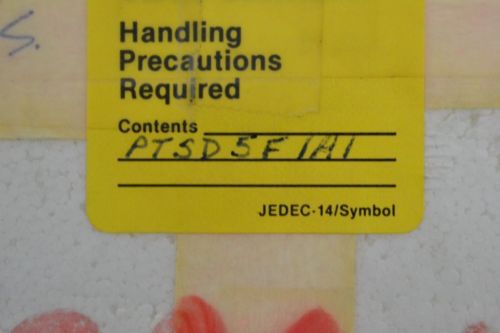 S.
Handling
Precautions
Required
Contents
PTSD5F1A1
JEDEC-14/Symbol